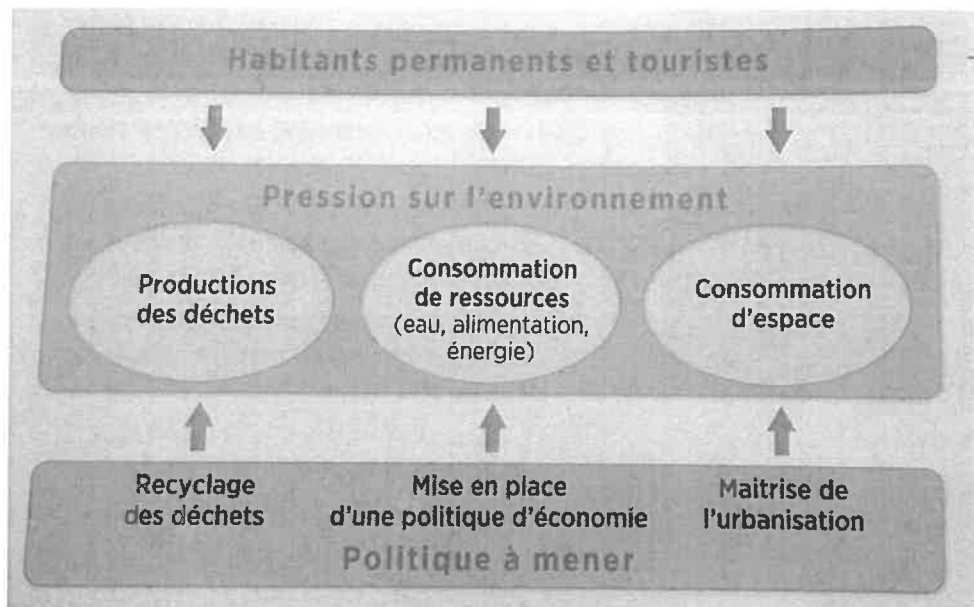 Habitants permanents et touristes
Pression sur l'environnement
Productions
des déchets
Consommation
de ressources
(eau, alimentation,
énergie)
Consommation
d'espace
Recyclage
des déchets
Mise en place
d'une politique d'économie
Maitrise de
l'urbanisation
Politique à mener